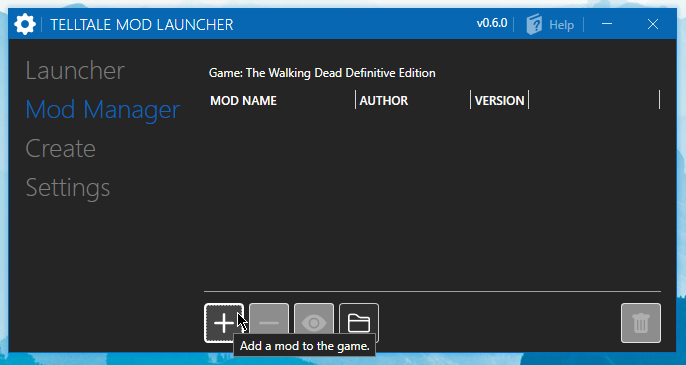 TELLTALE MOD LAUNCHER
v0.6.0
Help
Launcher
Mod Manager
Create
Settings
Game: The Walking Dead Definitive Edition
MOD NAME AUTHOR VERSION
Add a mod to the game.